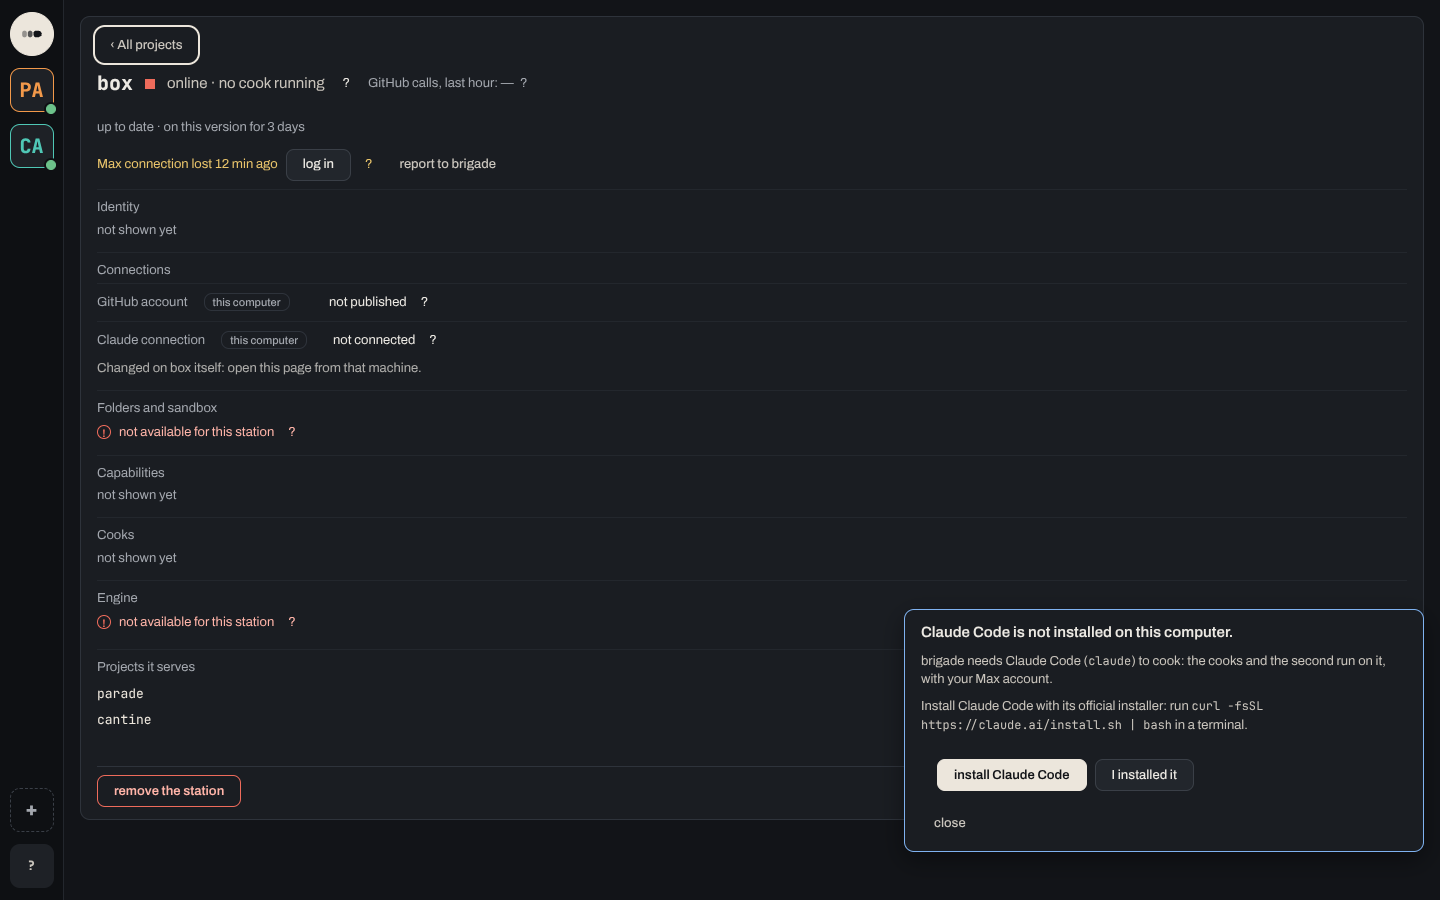 ‹ All projects
PA
box online · no cook running ? GitHub calls, last hour: — ?
CA
up to date · on this version for 3 days
Max connection lost 12 min ago log in ? report to brigade
Identity
not shown yet
Connections
GitHub account this computer not published ?
Claude connection this computer not connected ?
Changed on box itself: open this page from that machine.
Folders and sandbox
! not available for this station ?
Capabilities
not shown yet
Cooks
not shown yet
Engine
! not available for this station ?
Projects it serves
parade
cantine
remove the station
Claude Code is not installed on this computer.
brigade needs Claude Code (claude) to cook: the cooks and the second run on it,
with your Max account.
Install Claude Code with its official installer: run curl -fsSL
https://claude.ai/install.sh | bash in a terminal.
install Claude Code I installed it
close
+
?